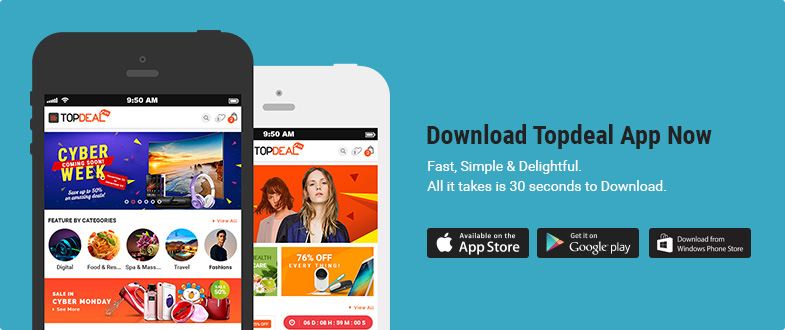 9:50 AM
TOPDEAL
2
CYBER
COMING SOON!
WEEK
Save up to 50%
on amazing deals!
FEATURE BY CATEGORIES
View All
Digital
Food & Res...
Spa & Mass...
Travel
Fashions
SALE IN
CYBER MONDAY
See More
SALE
50%
9:50 AM
TOPDEAL
2
HEALTH
CARE
76% OFF
EVERY THING!
View All
% OFF
06 D : 08 H : 59 M : 00 S
Download Topdeal App Now
Fast, Simple & Delightful.
All it takes is 30 seconds to Download.
Available on the
App Store
Get it on
Google play
Download from
Windows Phone Store